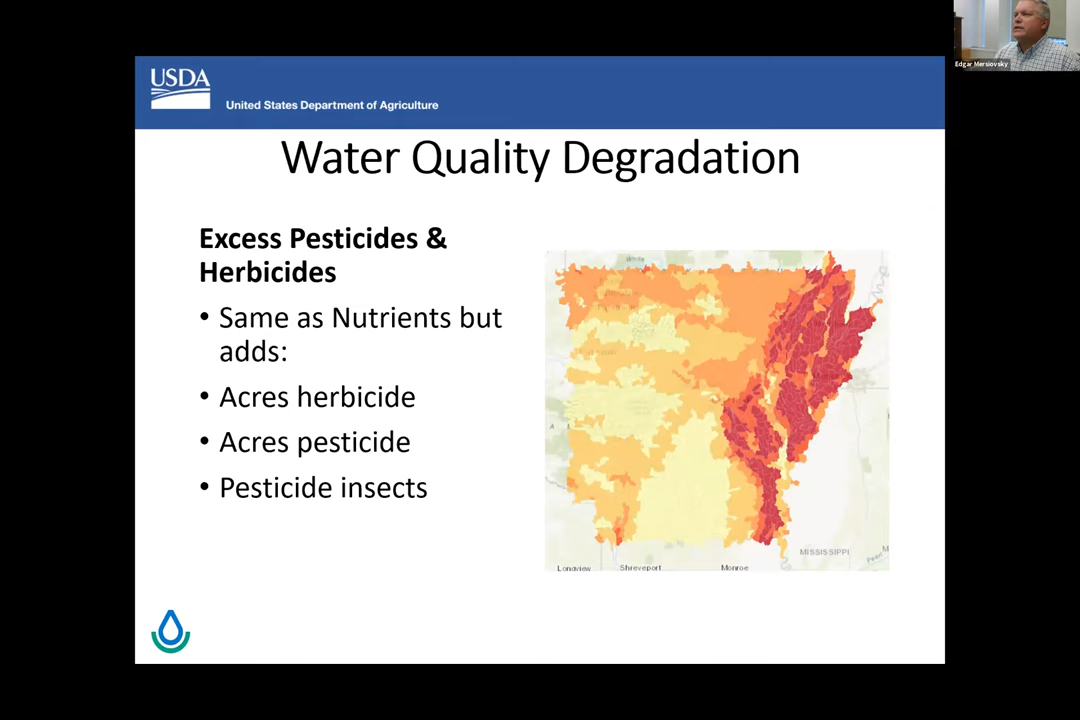 Edgar Mersiovsky
USDA
United States Department of Agriculture
Water Quality Degradation
Excess Pesticides &
Herbicides
• Same as Nutrients but
adds:
• Acres herbicide
• Acres pesticide
• Pesticide insects
MISSISSIPPI
Longview
Shreveport
Monroe